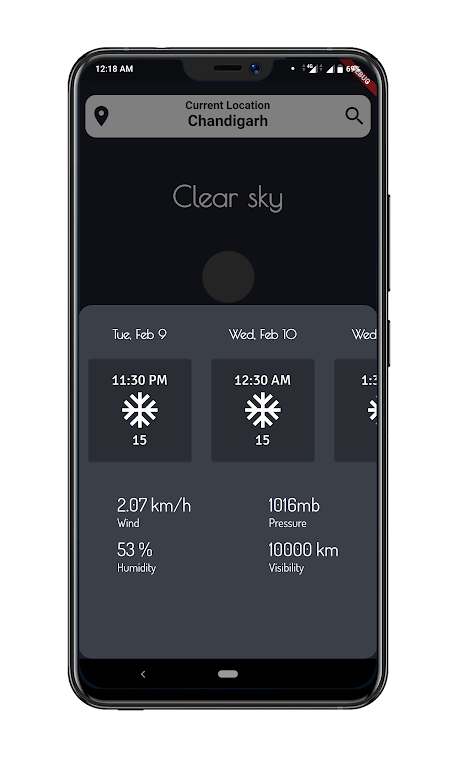 12:18 AM
4G
DEBUG
Current Location
Chandigarh
Clear sky
Tue, Feb 9
Wed, Feb 10
Wed
11:30 PM
12:30 AM
1:3
15
15
2.07 km/h
1016mb
Wind
Pressure
53 %
10000 km
Humidity
Visibility